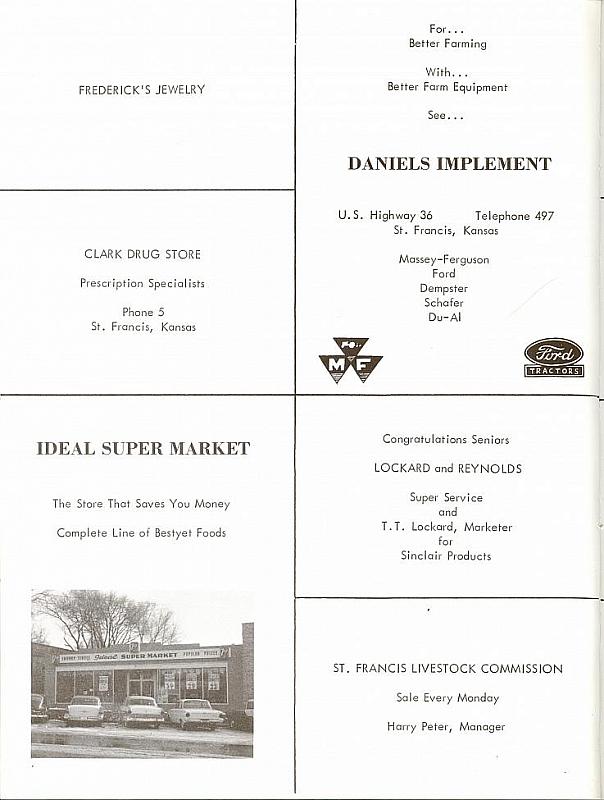 FREDERICK'S JEWELRY
CLARK DRUG STORE
Prescription Specialists
Phone 5
St. Francis, Kansas
IDEAL SUPER MARKET
The Store That Saves You Money
Complete Line of Bestyet Foods
Ideal SUPER MARKET
For...
Better Farming
With...
Better Farm Equipment
See...
DANIELS IMPLEMENT
U.S. Highway 36 Telephone 497
St. Francis, Kansas
Massey-Ferguson
Ford
Dempster
Schafer
Du-Al
M F
Ford
TRACTORS
Congratulations Seniors
LOCKARD and REYNOLDS
Super Service
and
T.T. Lockard, Marketer
for
Sinclair Products
ST. FRANCIS LIVESTOCK COMMISSION
Sale Every Monday
Harry Peter, Manager